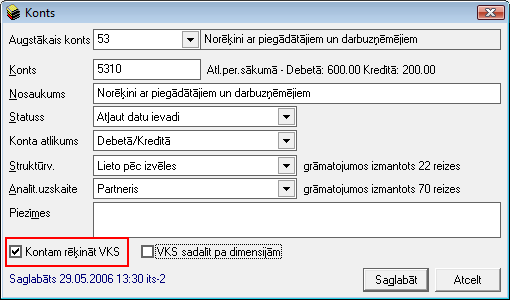 Konts
Augstākais konts 53 Norēķini ar piegādātājiem un darbuzņēmējiem
Konts 5310 Atl.per.sākumā - Debetā: 600.00 Kredītā: 200.00
Nosaukums Norēķini ar piegādātājiem un darbuzņēmējiem
Statuss Atļaut datu ievadi
Konta atlikums Debetā/Kredītā
Struktūrv. Lieto pēc izvēles grāmatojumos izmantots 22 reizes
Analīt.uzskaite Partneris grāmatojumos izmantots 70 reizes
Piezīmes
Kontam rēķināt VKS VKS sadalīt pa dimensijām
Saglabāts 29.05.2006 13:30 its-2 Saglabāt Atcelt